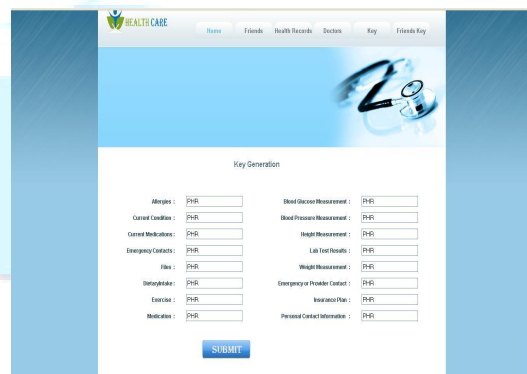 HEALTH CARE
Home Friends Health Records Doctors Key Friends Key
Key Generation
Allergies : PHR Blood Glucose Measurement : PHR
Current Condition : PHR Blood Pressure Measurement : PHR
Current Medications : PHR Height Measurement : PHR
Emergency Contacts : PHR Lab Test Results : PHR
Files : PHR Weight Measurement : PHR
DietaryIntake : PHR Emergency or Provider Contact : PHR
Exercise : PHR Insurance Plan : PHR
Medication : PHR Personal Contact Information : PHR
SUBMIT